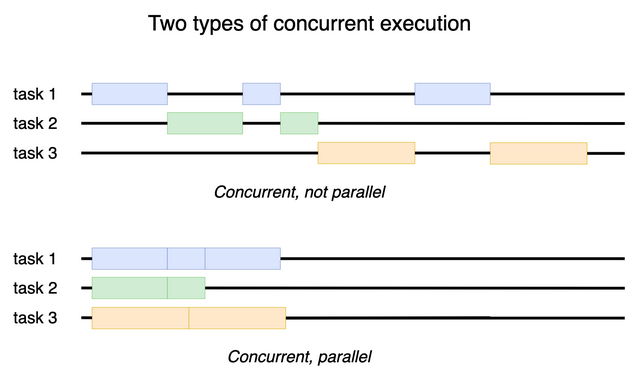 Two types of concurrent execution
task 1
task 2
task 3
Concurrent, not parallel
task 1
task 2
task 3
Concurrent, parallel